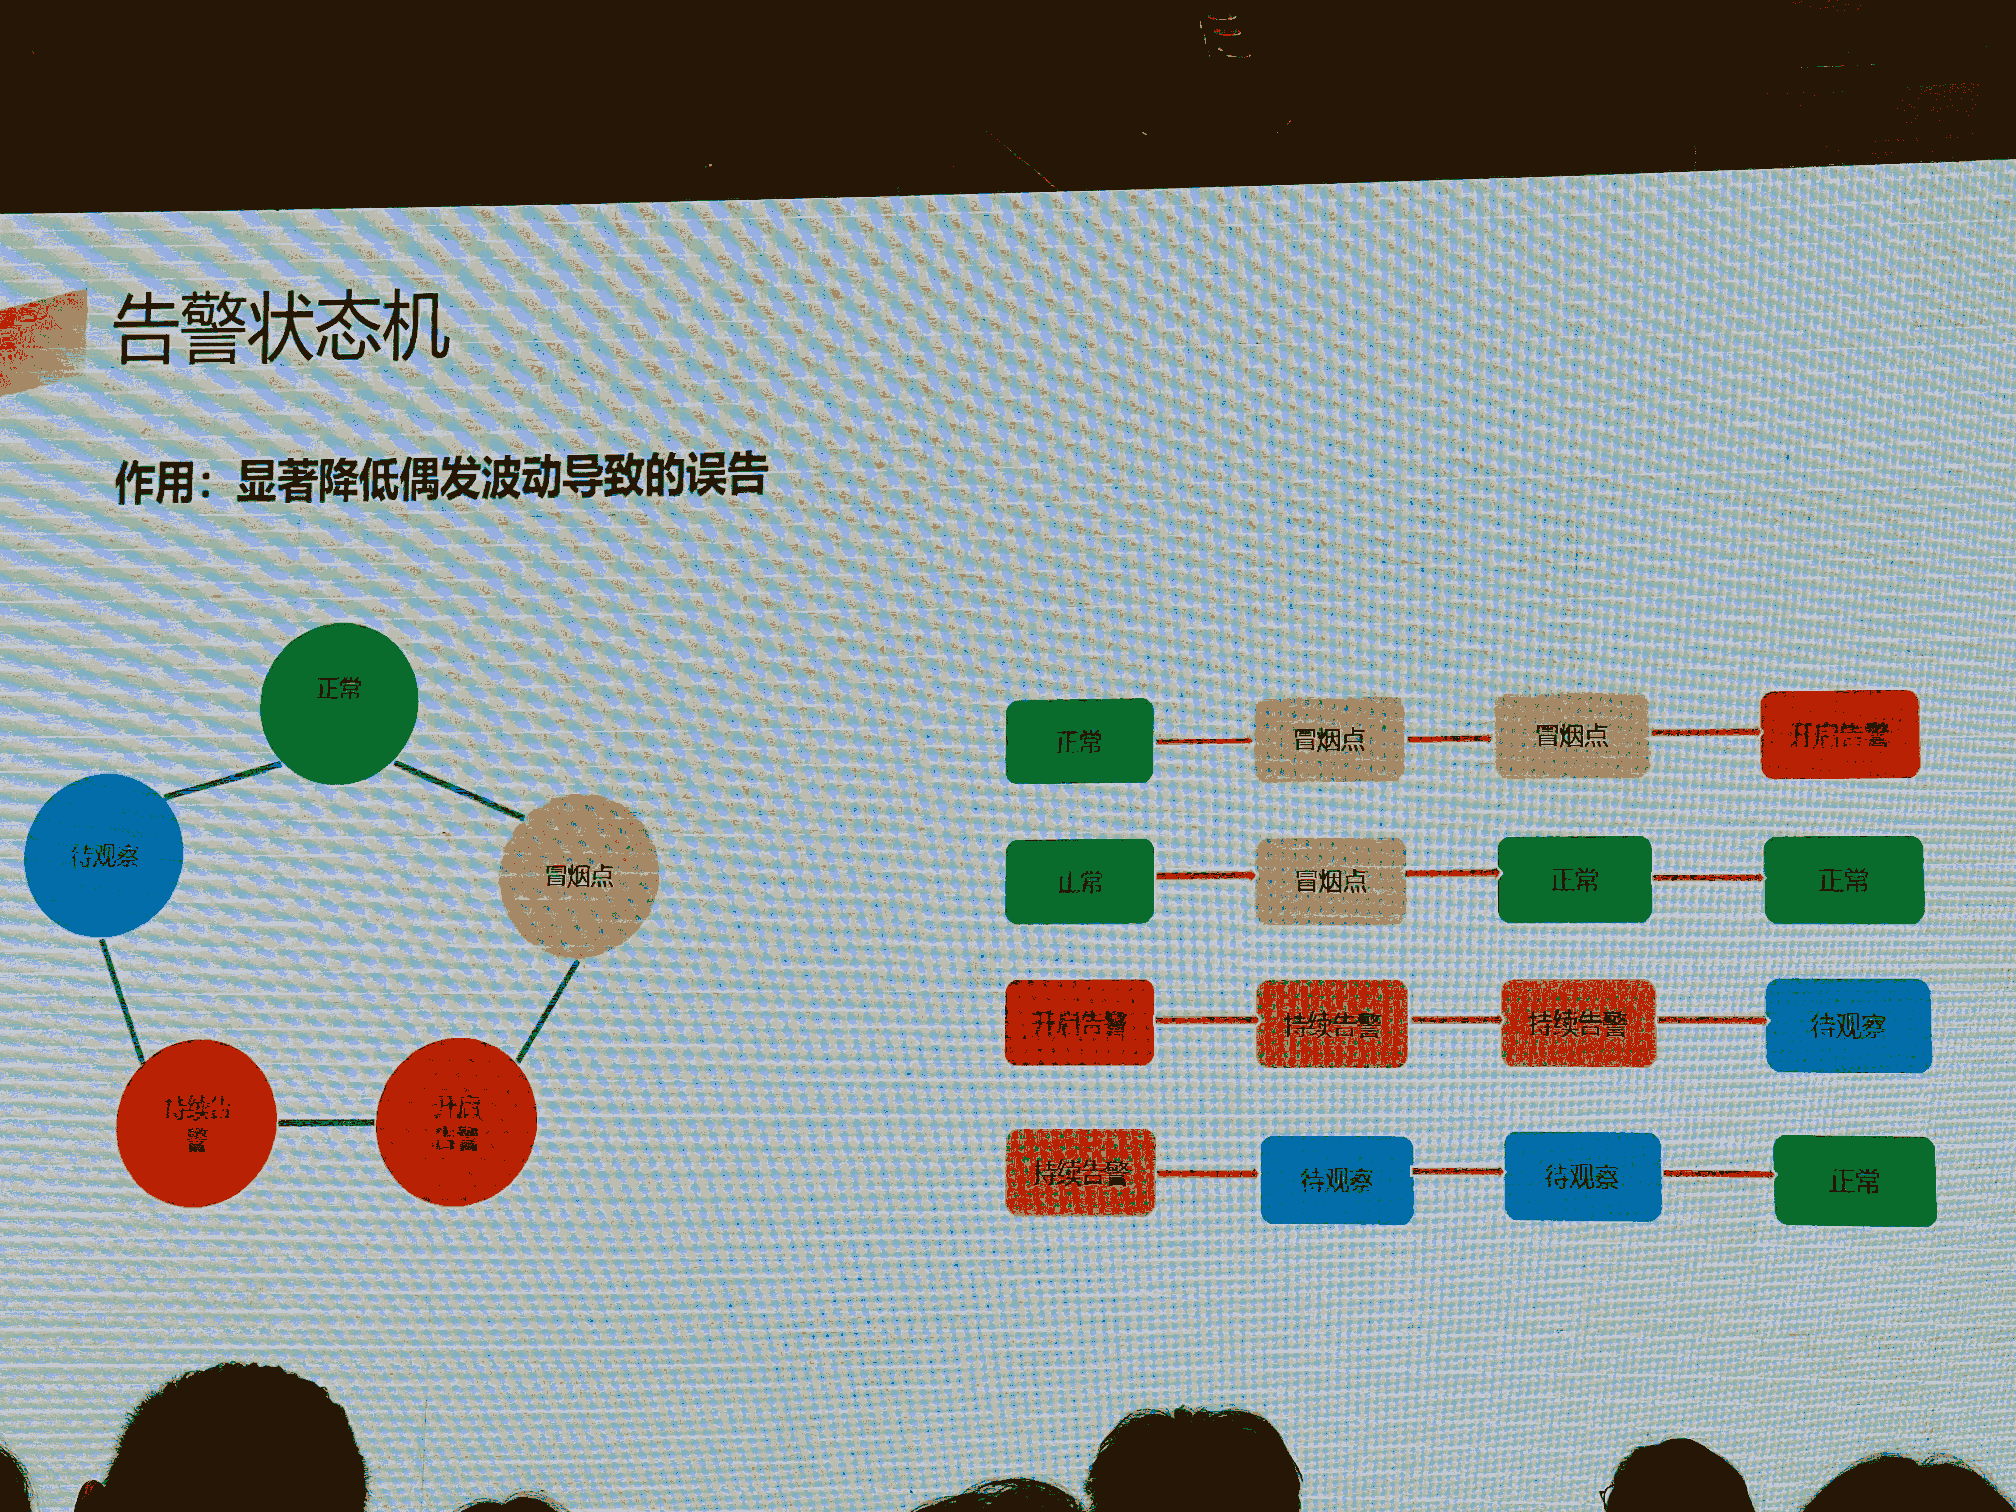 告警状态机
作用：显著降低偶发波动导致的误告
正常
待观察
冒烟点
持续告
警
开启
告警
正常 冒烟点 冒烟点 开启告警
正常 冒烟点 正常 正常
开启告警 持续告警 持续告警 待观察
持续告警 待观察 待观察 正常